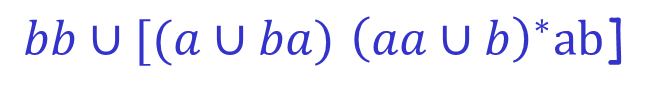 bb ∪ [(a ∪ ba) (aa ∪ b)*ab]